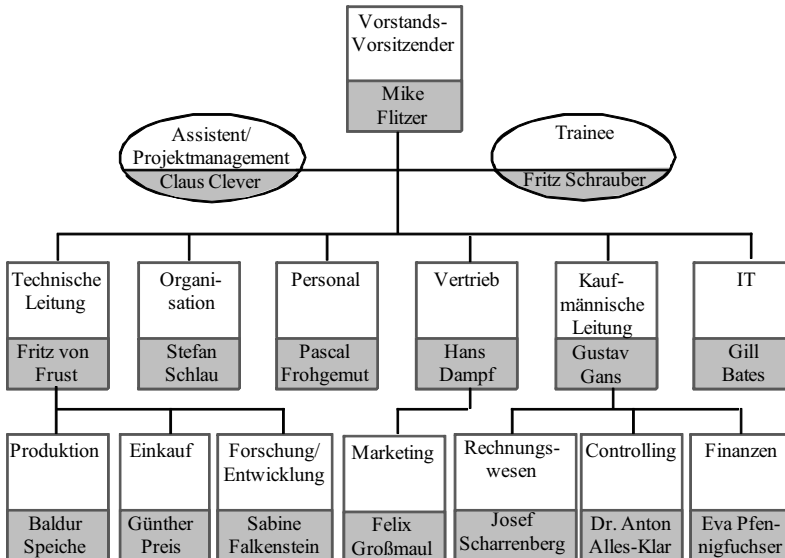 Vorstands-
Vorsitzender
Mike
Flitzer
Assistent/
Projektmanagement
Claus Clever
Trainee
Fritz Schrauber
Technische
Leitung
Fritz von
Frust
Organi-
sation
Stefan
Schlau
Personal
Pascal
Frohgemut
Vertrieb
Hans
Dampf
Kauf-
männische
Leitung
Gustav
Gans
IT
Gill
Bates
Produktion
Baldur
Speiche
Einkauf
Günther
Preis
Forschung/
Entwicklung
Sabine
Falkenstein
Marketing
Felix
Großmaul
Rechnungs-
wesen
Josef
Scharrenberg
Controlling
Dr. Anton
Alles-Klar
Finanzen
Eva Pfen-
nigfuchser